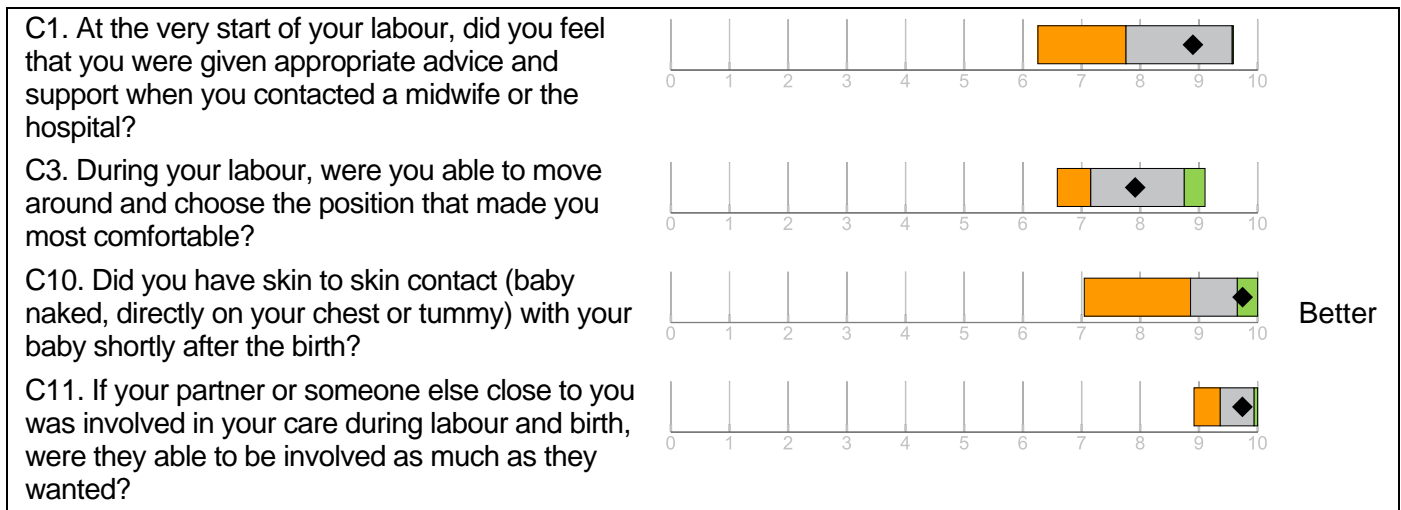 C1. At the very start of your labour, did you feel
that you were given appropriate advice and
support when you contacted a midwife or the
hospital?
0 1 2 3 4 5 6 7 8 9 10
C3. During your labour, were you able to move
around and choose the position that made you
most comfortable?
0 1 2 3 4 5 6 7 8 9 10
C10. Did you have skin to skin contact (baby
naked, directly on your chest or tummy) with your
baby shortly after the birth?
0 1 2 3 4 5 6 7 8 9 10
Better
C11. If your partner or someone else close to you
was involved in your care during labour and birth,
were they able to be involved as much as they
wanted?
0 1 2 3 4 5 6 7 8 9 10